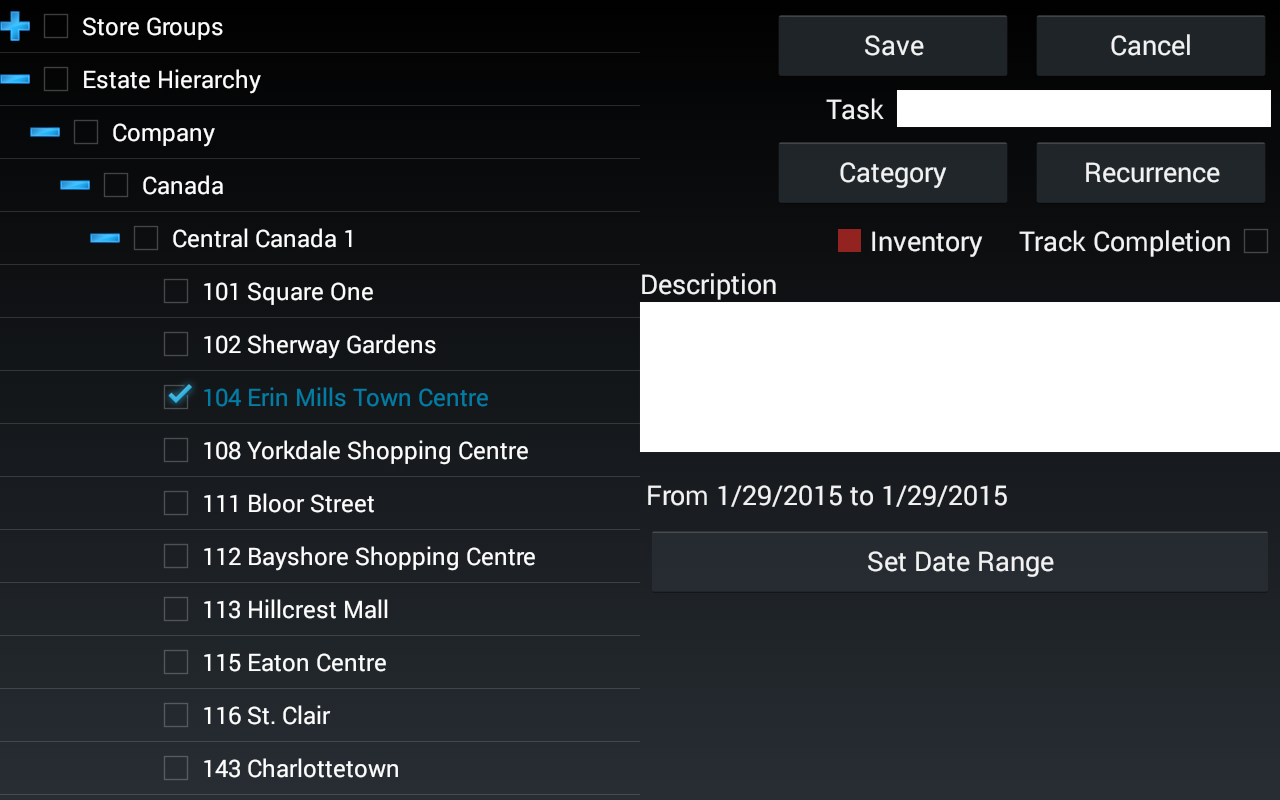 Store Groups
Estate Hierarchy
Company
Canada
Central Canada 1
101 Square One
102 Sherway Gardens
104 Erin Mills Town Centre
108 Yorkdale Shopping Centre
111 Bloor Street
112 Bayshore Shopping Centre
113 Hillcrest Mall
115 Eaton Centre
116 St. Clair
143 Charlottetown
Save Cancel
Task
Category Recurrence
Inventory Track Completion
Description
From 1/29/2015 to 1/29/2015
Set Date Range